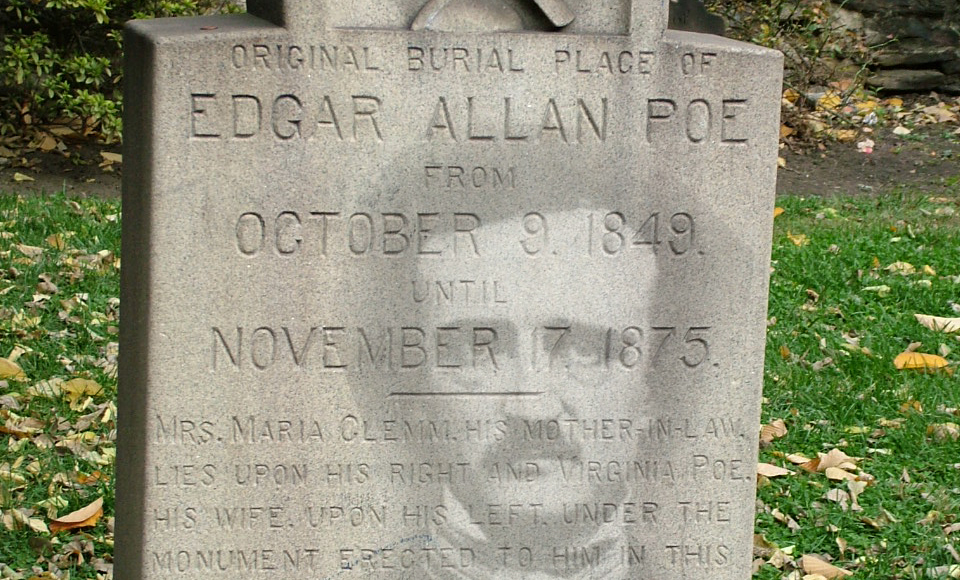 ORIGINAL BURIAL PLACE OF
EDGAR ALLAN POE
FROM
OCTOBER 9. 1849.
UNTIL
NOVEMBER 17. 1875.
MRS. MARIA CLEMM, HIS MOTHER-IN-LAW,
LIES UPON HIS RIGHT AND VIRGINIA POE,
HIS WIFE, UPON HIS LEFT, UNDER THE
MONUMENT ERECTED TO HIM IN THIS